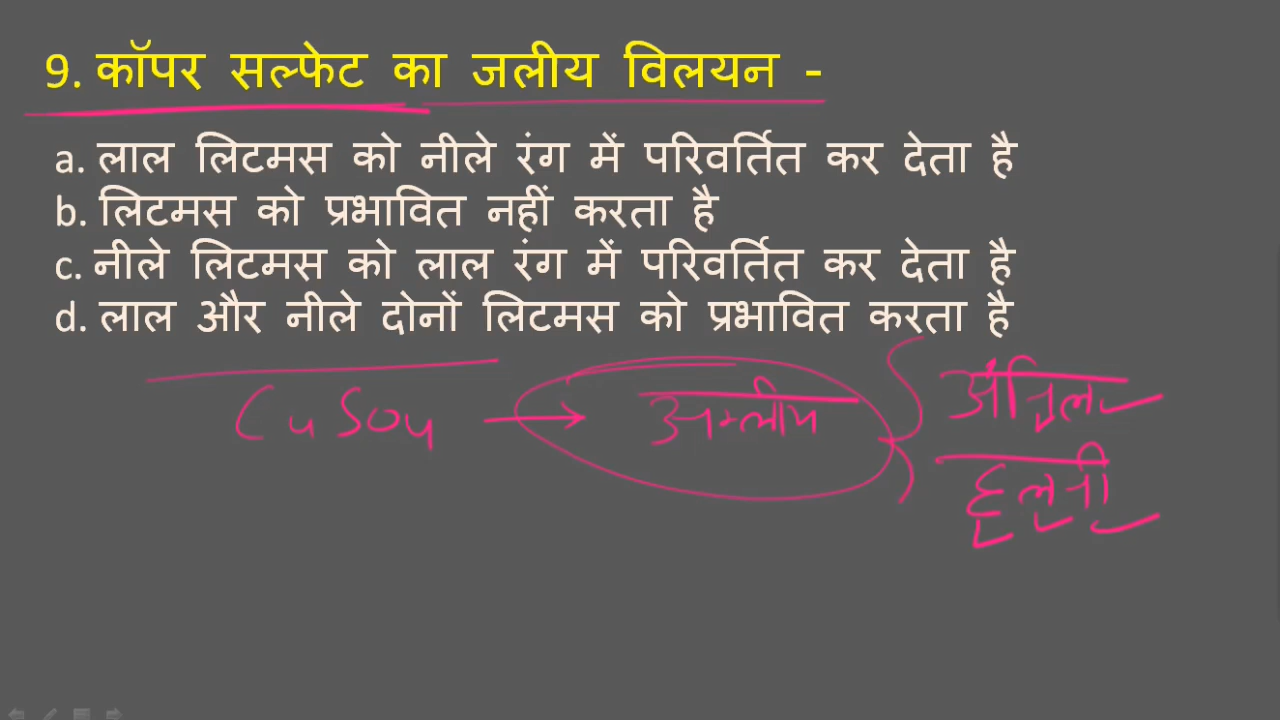 9. कॉपर सल्फेट का जलीय विलयन -
a. लाल लिटमस को नीले रंग में परिवर्तित कर देता है
b. लिटमस को प्रभावित नहीं करता है
c. नीले लिटमस को लाल रंग में परिवर्तित कर देता है
d. लाल और नीले दोनों लिटमस को प्रभावित करता है
CuSO4 → अम्लीय